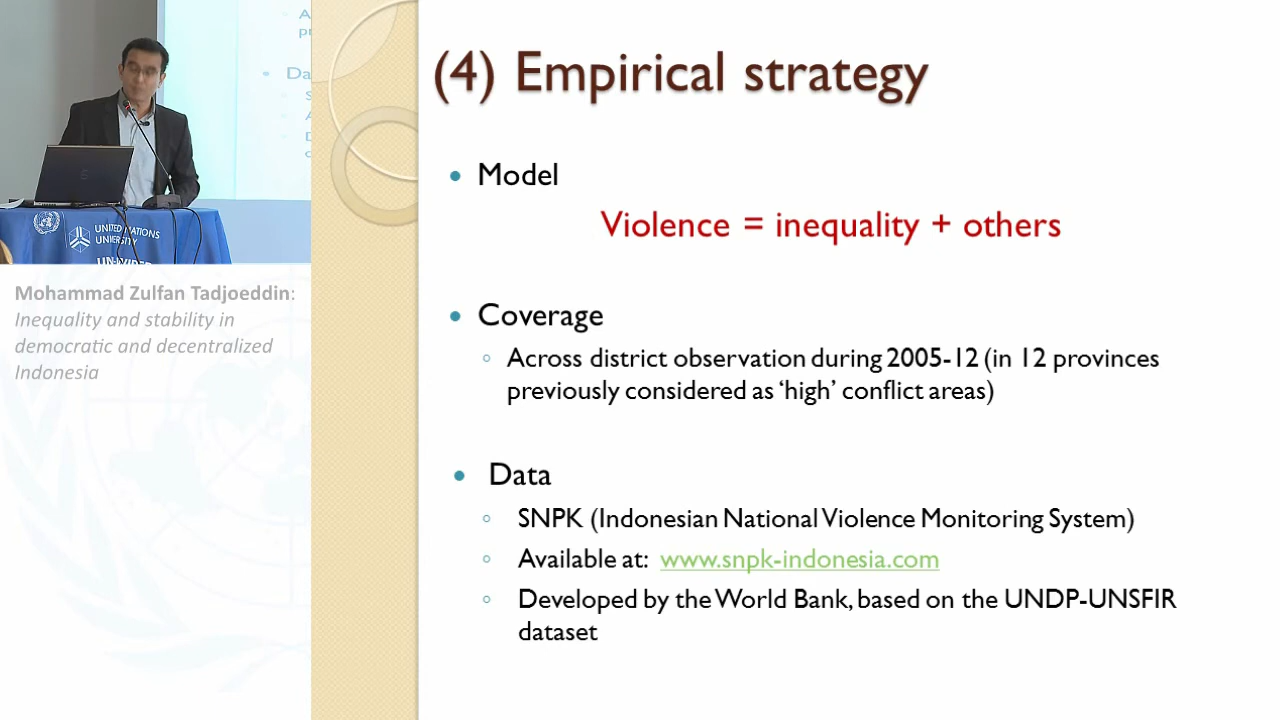 (4) Empirical strategy
• Model
Violence = inequality + others
• Coverage
◦ Across district observation during 2005-12 (in 12 provinces
previously considered as ‘high’ conflict areas)
• Data
◦ SNPK (Indonesian National Violence Monitoring System)
◦ Available at: www.snpk-indonesia.com
◦ Developed by the World Bank, based on the UNDP-UNSFIR
dataset
UNITED NATIONS
UNIVERSITY
UNU-WIDER
Mohammad Zulfan Tadjoeddin:
Inequality and stability in
democratic and decentralized
Indonesia